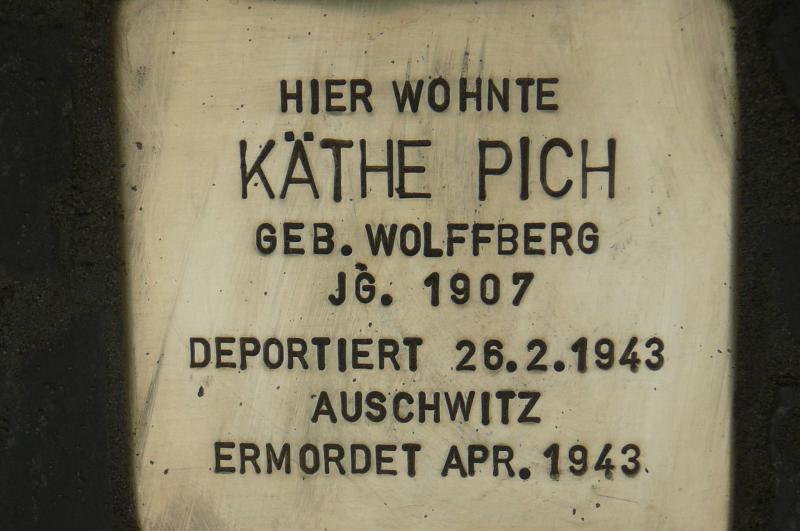 HIER WOHNTE
KÄTHE PICH
GEB. WOLFFBERG
JG. 1907
DEPORTIERT 26.2.1943
AUSCHWITZ
ERMORDET APR. 1943